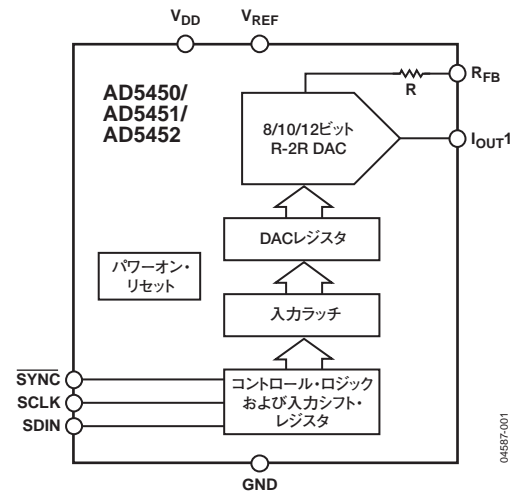 VDD
VREF
AD5450/
AD5451/
AD5452
RFB
R
8/10/12ビット
R-2R DAC
IOUT1
DACレジスタ
パワーオン・
リセット
入力ラッチ
SYNC
SCLK
SDIN
コントロール・ロジック
および入力シフト・
レジスタ
GND
04587-001